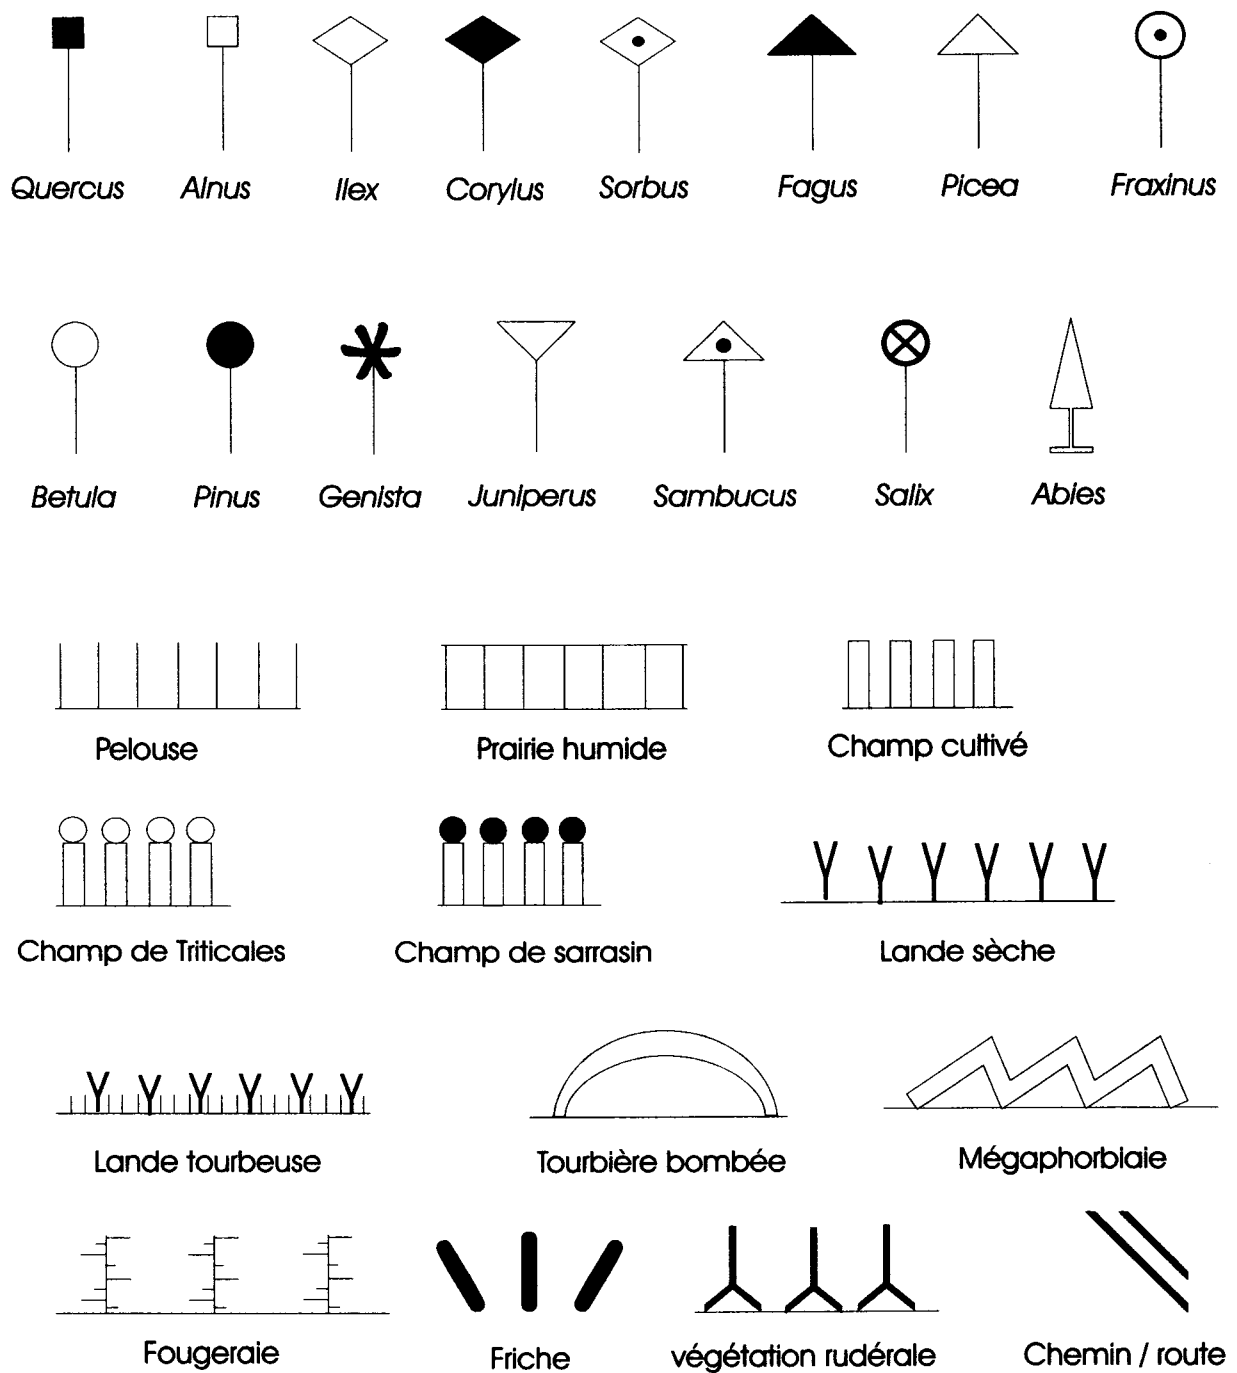 Quercus Alnus Ilex Corylus Sorbus Fagus Picea Fraxinus
Betula Pinus Genista Juniperus Sambucus Salix Abies
Pelouse Prairie humide Champ cultivé
Champ de Triticales Champ de sarrasin Lande sèche
Lande tourbeuse Tourbière bombée Mégaphorbiaie
Fougeraie Friche végétation rudérale Chemin / route